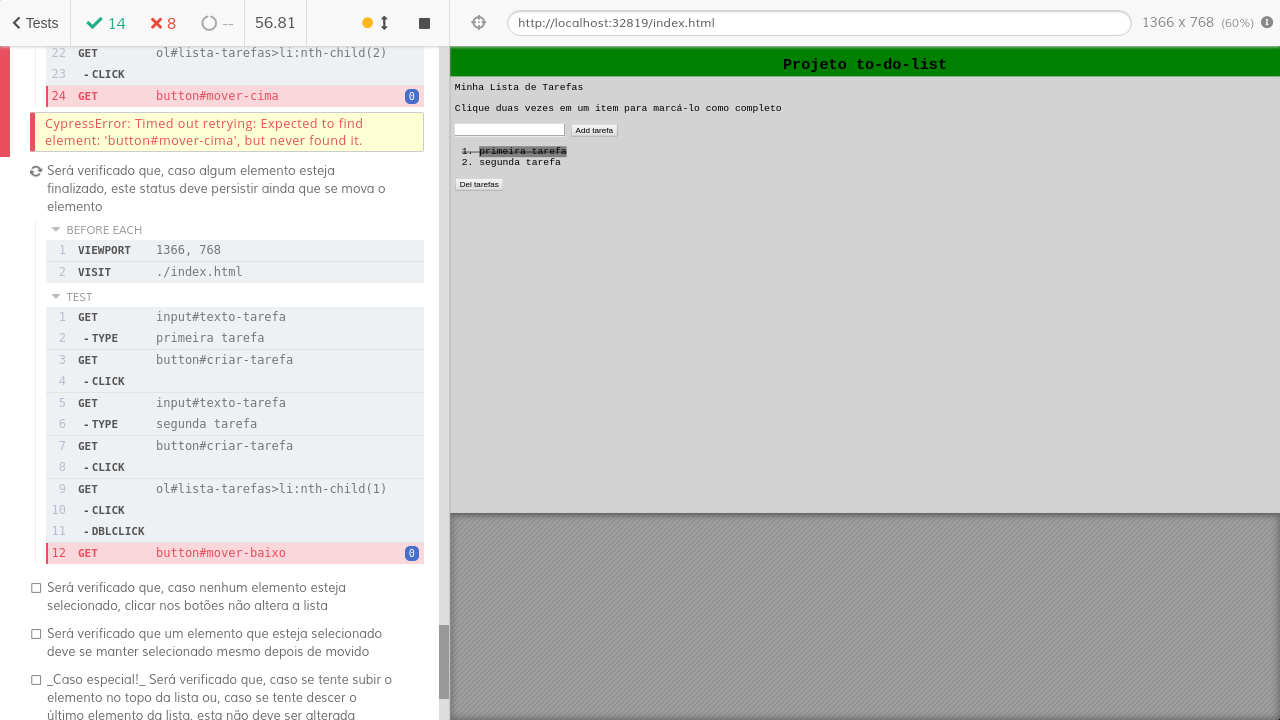 Tests
14
8
--
56.81
http://localhost:32819/index.html
1366 x 768 (60%)
22 GET ol#lista-tarefas>li:nth-child(2)
23 - CLICK
24 GET button#mover-cima 0
CypressError: Timed out retrying: Expected to find
element: 'button#mover-cima', but never found it.
Será verificado que, caso algum elemento esteja
finalizado, este status deve persistir ainda que se mova o
elemento
BEFORE EACH
1 VIEWPORT 1366, 768
2 VISIT ./index.html
TEST
1 GET input#texto-tarefa
2 - TYPE primeira tarefa
3 GET button#criar-tarefa
4 - CLICK
5 GET input#texto-tarefa
6 - TYPE segunda tarefa
7 GET button#criar-tarefa
8 - CLICK
9 GET ol#lista-tarefas>li:nth-child(1)
10 - CLICK
11 - DBLCLICK
12 GET button#mover-baixo 0
Será verificado que, caso nenhum elemento esteja
selecionado, clicar nos botões não altera a lista
Será verificado que um elemento que esteja selecionado
deve se manter selecionado mesmo depois de movido
_Caso especial!_ Será verificado que, caso se tente subir o
elemento no topo da lista ou, caso se tente descer o
último elemento da lista, esta não deve ser alterada
Projeto to-do-list
Minha Lista de Tarefas
Clique duas vezes em um item para marcá-lo como completo
Add tarefa
1. primeira tarefa
2. segunda tarefa
Del tarefas